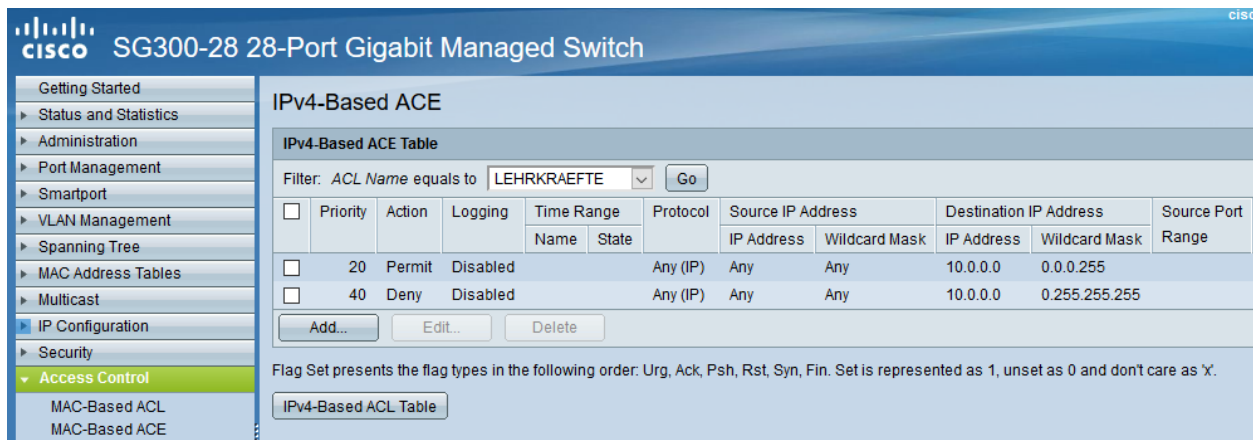 cisco
CISCO SG300-28 28-Port Gigabit Managed Switch
Getting Started
Status and Statistics
Administration
Port Management
Smartport
VLAN Management
Spanning Tree
MAC Address Tables
Multicast
IP Configuration
Security
Access Control
MAC-Based ACL
MAC-Based ACE
IPv4-Based ACE
IPv4-Based ACE Table
Filter: ACL Name equals to LEHRKRAEFTE Go
Priority Action Logging Time Range Protocol Source IP Address Destination IP Address Source Port
Name State IP Address Wildcard Mask IP Address Wildcard Mask Range
20 Permit Disabled Any (IP) Any Any 10.0.0.0 0.0.0.255
40 Deny Disabled Any (IP) Any Any 10.0.0.0 0.255.255.255
Add... Edit... Delete
Flag Set presents the flag types in the following order: Urg, Ack, Psh, Rst, Syn, Fin. Set is represented as 1, unset as 0 and don't care as 'x'.
IPv4-Based ACL Table